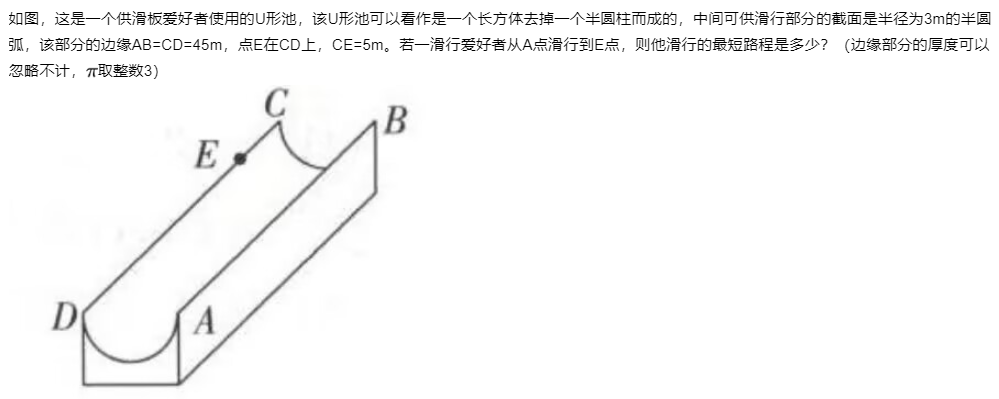 如图，这是一个供滑板爱好者使用的U形池，该U形池可以看作是一个长方体去掉一个半圆柱而成的，中间可供滑行部分的截面是半径为3m的半圆
弧，该部分的边缘AB=CD=45m，点E在CD上，CE=5m。若一滑行爱好者从A点滑行到E点，则他滑行的最短路程是多少？（边缘部分的厚度可以
忽略不计，π取整数3）
C
B
E
D
A